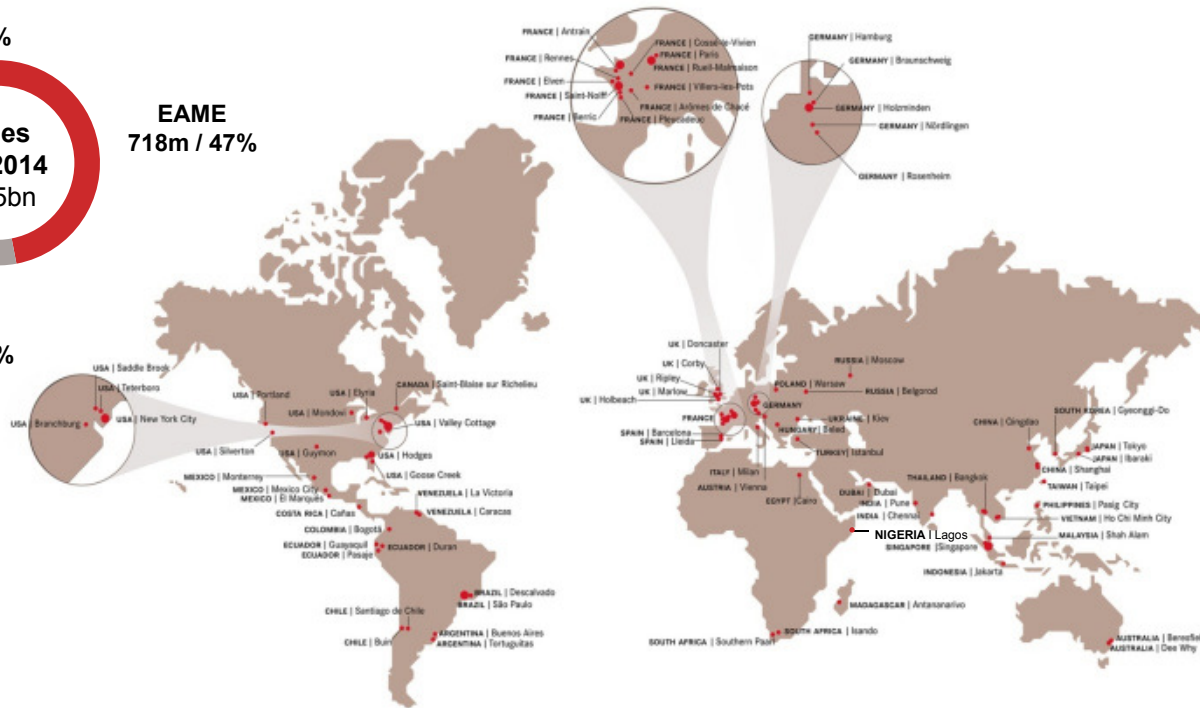 %
es
2014
5bn
EAME
718m / 47%
%
FRANCE | Antrain
FRANCE | Cossé-le-Vivien
FRANCE | Paris
FRANCE | Rennes
FRANCE | Rueil-Malmaison
FRANCE | Elven
FRANCE | Villers-les-Pots
FRANCE | Saint-Nolff
FRANCE | Arômes de Chacé
FRANCE | Berric
FRANCE | Pleucadeuc
GERMANY | Hamburg
GERMANY | Braunschweig
GERMANY | Holzminden
GERMANY | Nördlingen
GERMANY | Rosenheim
USA | Saddle Brook
USA | Teterboro
USA | New York City
USA | Branchburg
USA | Portland
USA | Elyria
CANADA | Saint-Blaise sur Richelieu
USA | Mondovi
USA | Valley Cottage
USA | Silverton
USA | Guymon
USA | Hodges
USA | Goose Creek
MEXICO | Monterrey
MEXICO | Mexico City
MEXICO | El Marqués
VENEZUELA | La Victoria
COSTA RICA | Cañas
VENEZUELA | Caracas
COLOMBIA | Bogotá
ECUADOR | Guayaquil
ECUADOR | Duran
ECUADOR | Pasaje
BRAZIL | Descalvado
BRAZIL | São Paulo
CHILE | Santiago de Chile
CHILE | Buin
ARGENTINA | Buenos Aires
ARGENTINA | Tortuguitas
UK | Doncaster
UK | Corby
UK | Ripley
UK | Marlow
UK | Holbeach
RUSSIA | Moscow
POLAND | Warsaw
RUSSIA | Belgorod
GERMANY
FRANCE
UKRAINE | Kiev
HUNGARY | Beled
SPAIN | Barcelona
SPAIN | Lleida
TURKEY | Istanbul
ITALY | Milan
AUSTRIA | Vienna
EGYPT | Cairo
SOUTH KOREA | Gyeonggi-Do
CHINA | Qingdao
JAPAN | Tokyo
JAPAN | Ibaraki
CHINA | Shanghai
THAILAND | Bangkok
TAIWAN | Taipei
DUBAI | Dubai
INDIA | Pune
INDIA | Chennai
PHILIPPINES | Pasig City
VIETNAM | Ho Chi Minh City
NIGERIA | Lagos
MALAYSIA | Shah Alam
SINGAPORE | Singapore
INDONESIA | Jakarta
MADAGASCAR | Antananarivo
SOUTH AFRICA | Isando
SOUTH AFRICA | Southern Paarl
AUSTRALIA | Beresfiel
AUSTRALIA | Dee Why